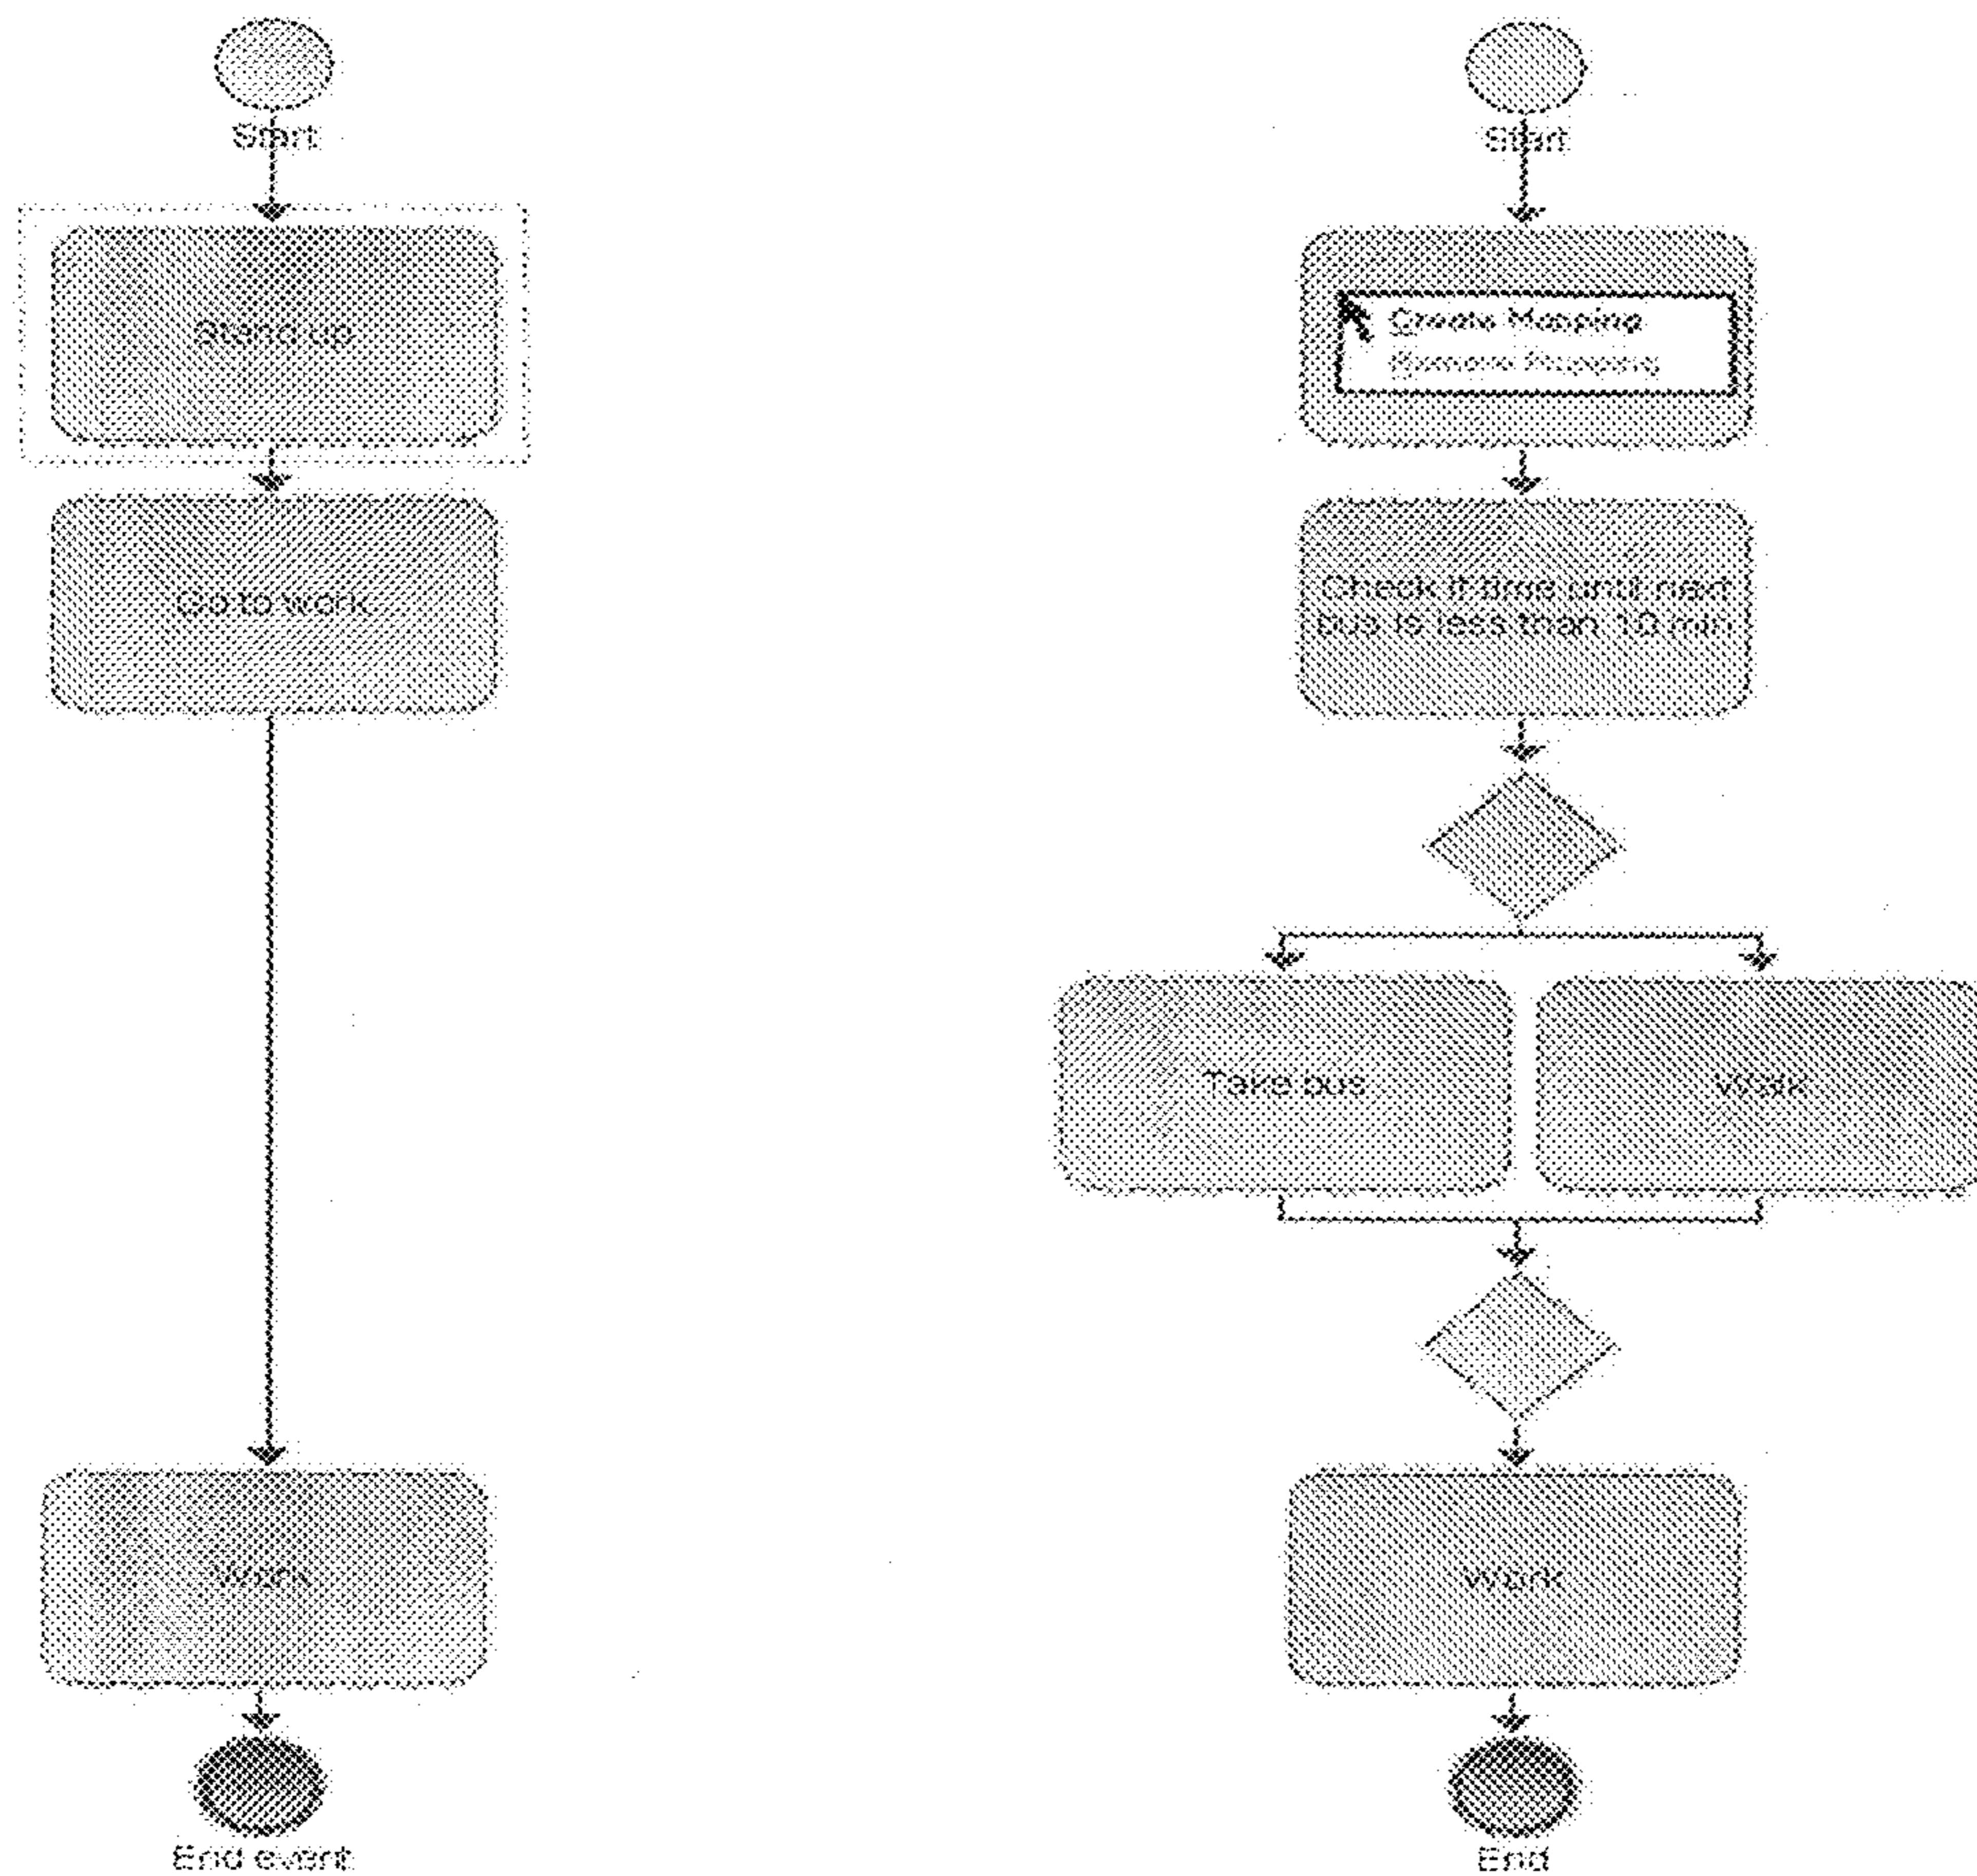 Start
Stand up
Go to work
Work
End event
Start
Create Mapping
Remove Mapping
Check if time until next
bus is less than 10 min
Take bus
Walk
Work
End